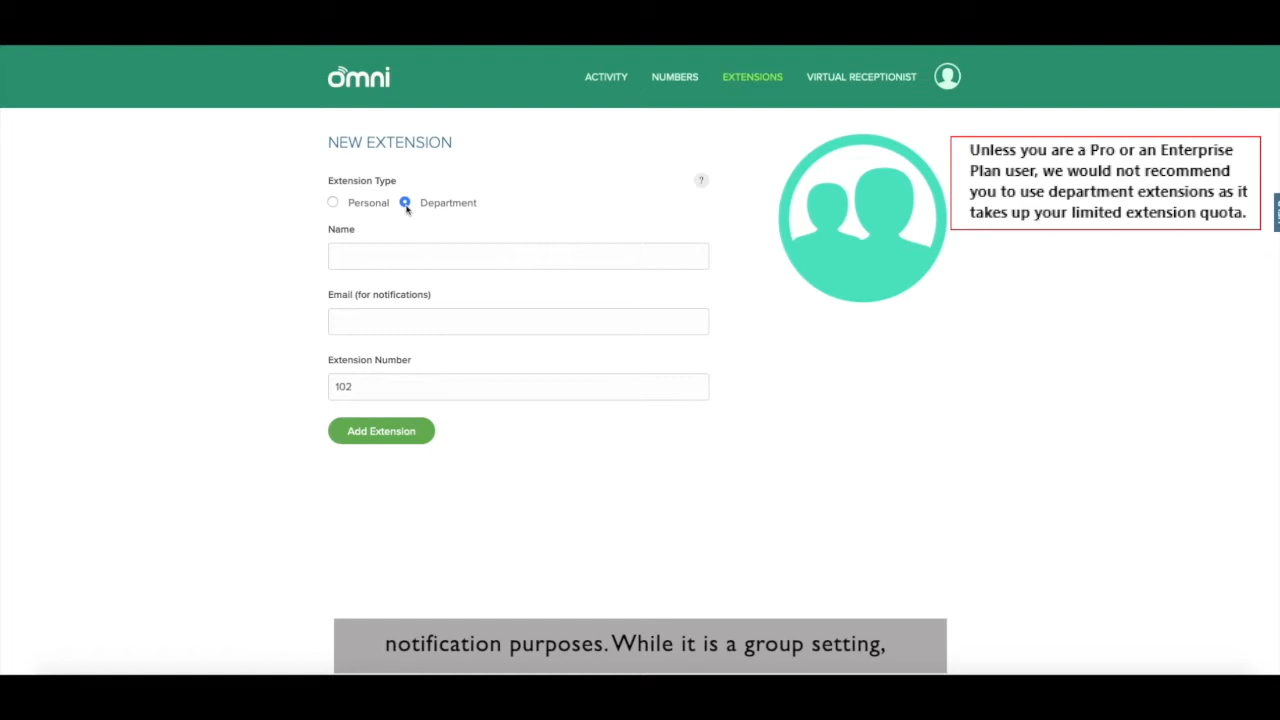 omni
ACTIVITY
NUMBERS
EXTENSIONS
VIRTUAL RECEPTIONIST
NEW EXTENSION
Extension Type
?
Personal
Department
Name
Email (for notifications)
Extension Number
102
Add Extension
Unless you are a Pro or an Enterprise
Plan user, we would not recommend
you to use department extensions as it
takes up your limited extension quota.
notification purposes. While it is a group setting,